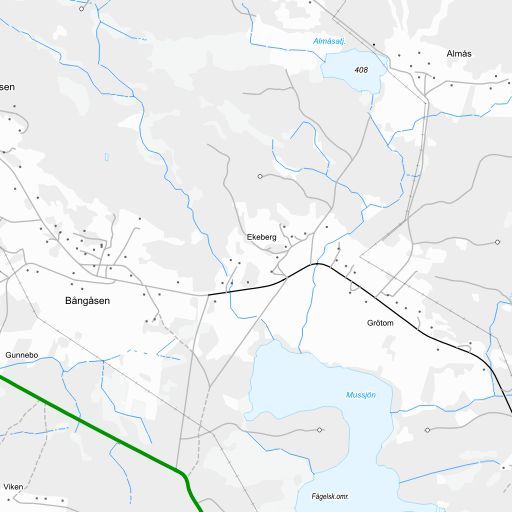 Almåsatj.
Almås
408
sen
Ekeberg
Bångåsen
Grötom
Gunnebo
Mussjön
Viken
Fågelsk.omr.